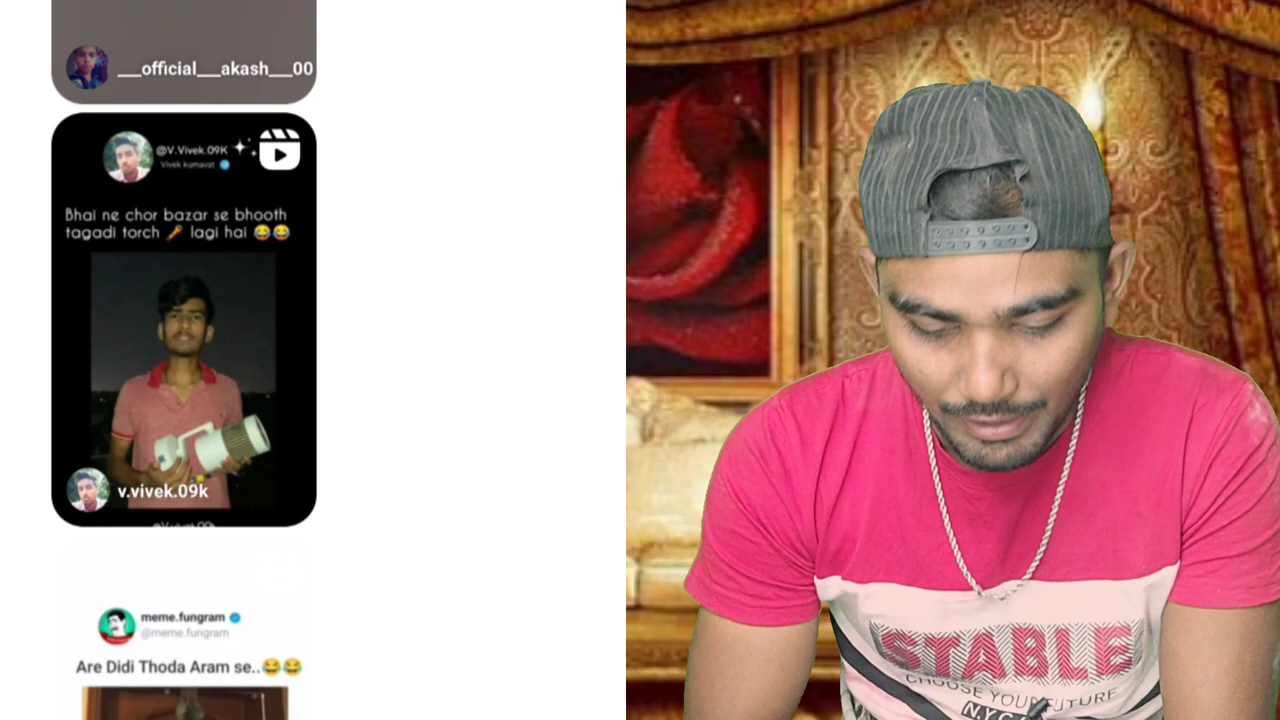 ___official___akash___00
@V.Vivek.09K
Vivek kumavat
Bhai ne chor bazar se bhooth
tagadi torch 🔦 lagi hai 😂😂
v.vivek.09k
meme.fungram
@meme.fungram
Are Didi Thoda Aram se..😂😂
STABLE
CHOOSE YOUR FUTURE